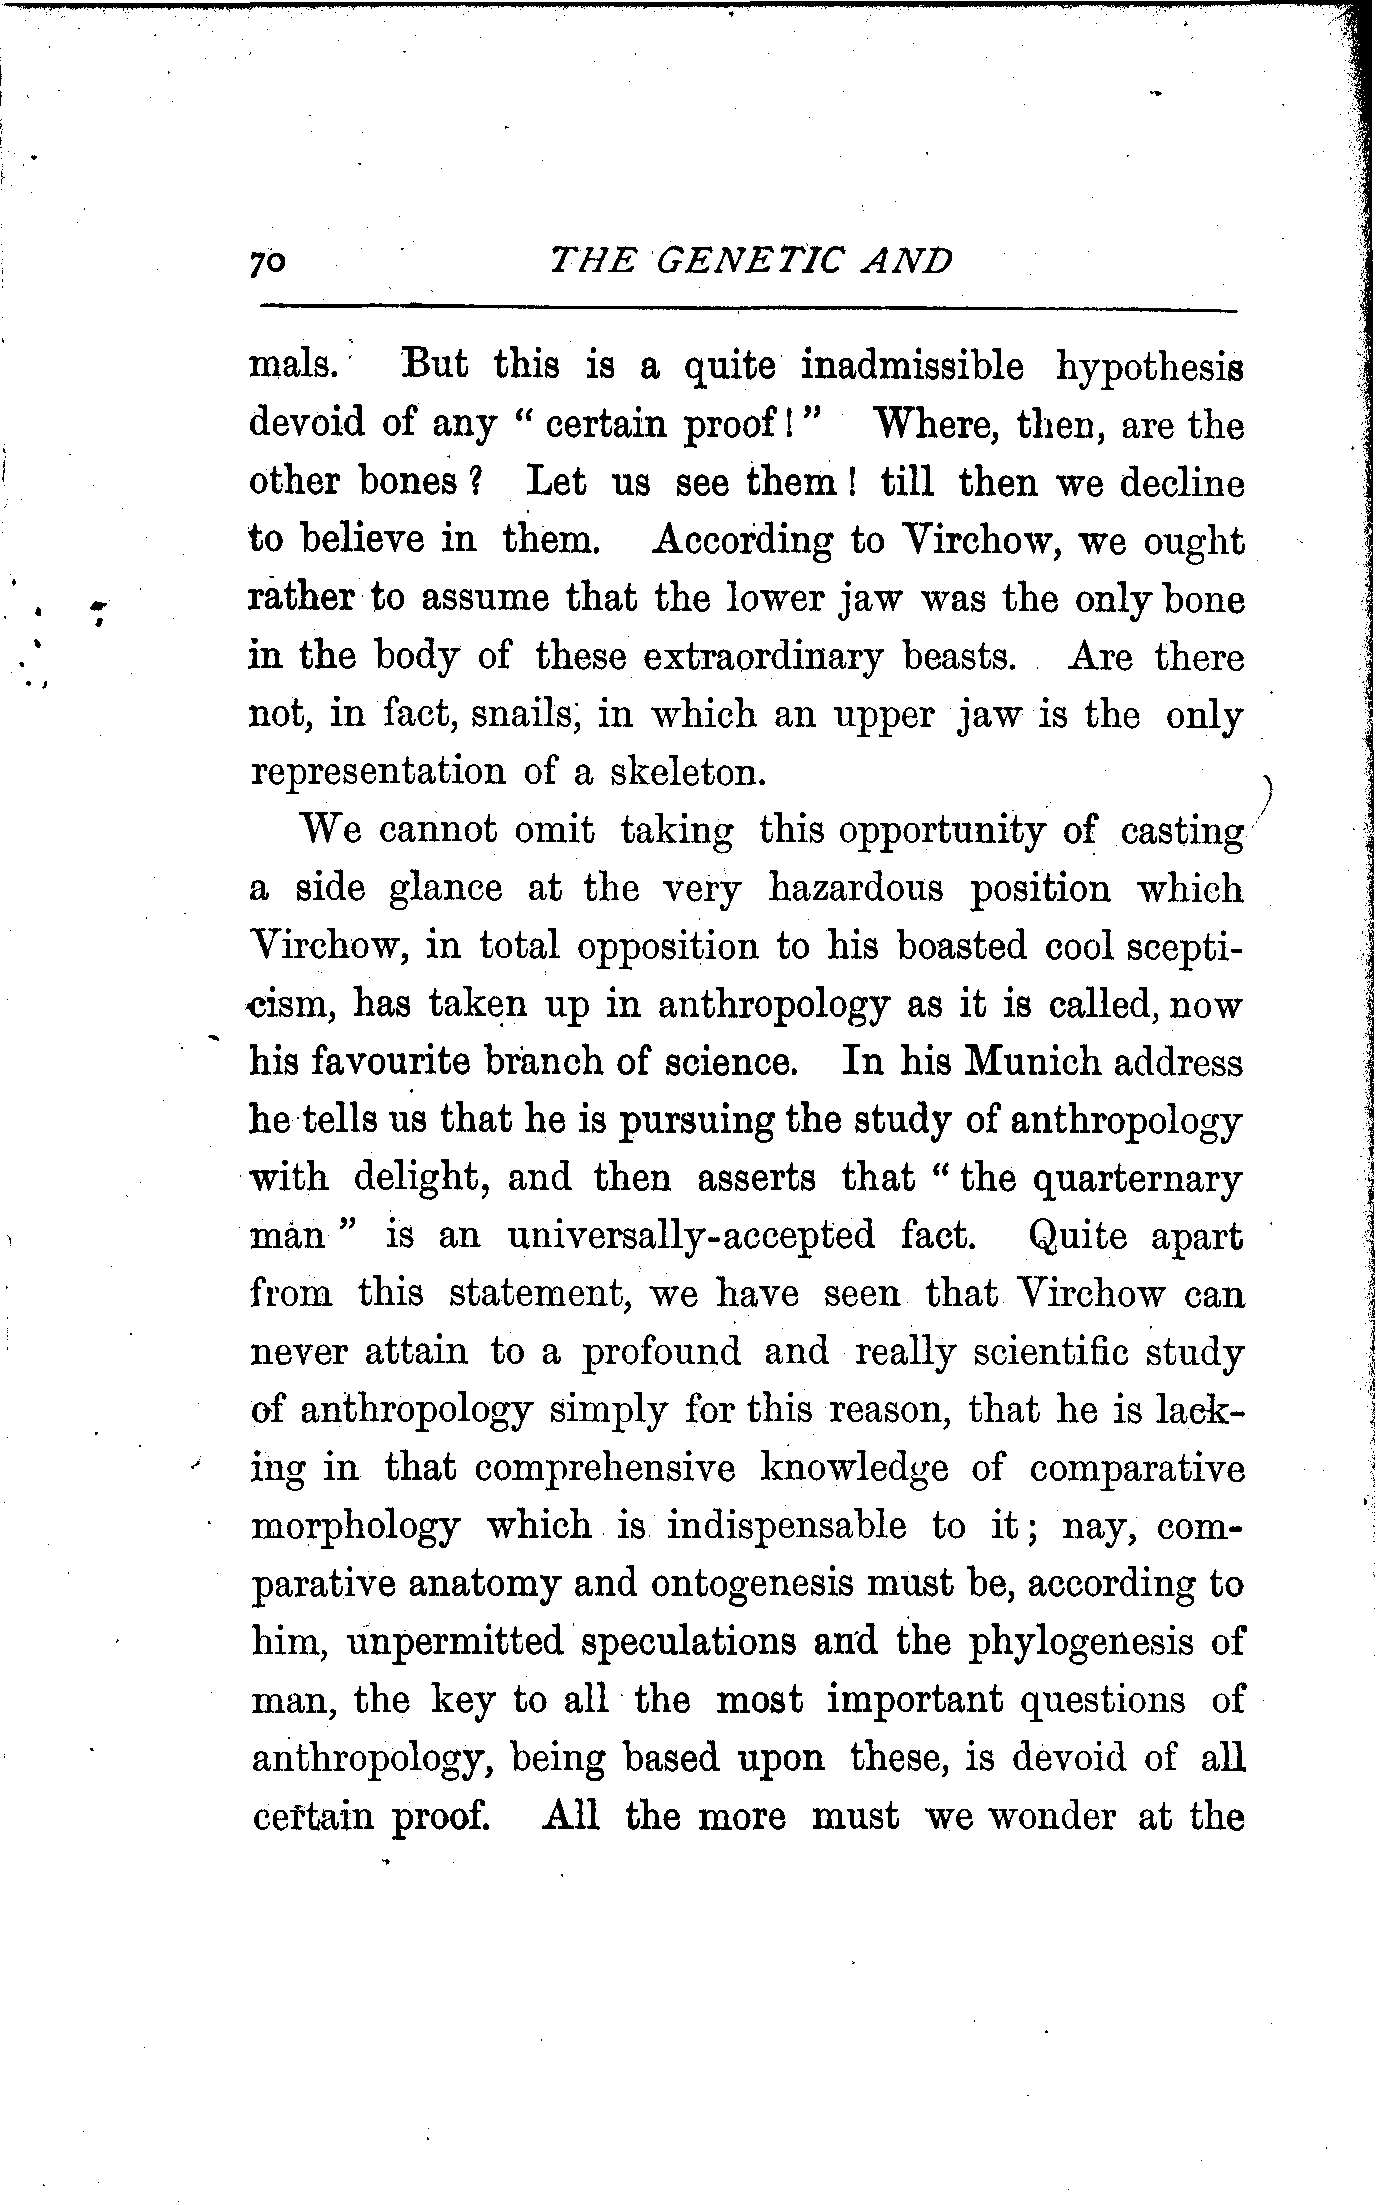 70 THE GENETIC AND
mals. But this is a quite inadmissible hypothesis
devoid of any “ certain proof! ” Where, then, are the
other bones ? Let us see them ! till then we decline
to believe in them. According to Virchow, we ought
rather to assume that the lower jaw was the only bone
in the body of these extraordinary beasts. Are there
not, in fact, snails, in which an upper jaw is the only
representation of a skeleton.
We cannot omit taking this opportunity of casting
a side glance at the very hazardous position which
Virchow, in total opposition to his boasted cool scepti-
cism, has taken up in anthropology as it is called, now
his favourite branch of science. In his Munich address
he tells us that he is pursuing the study of anthropology
with delight, and then asserts that “ the quarternary
man ” is an universally-accepted fact. Quite apart
from this statement, we have seen that Virchow can
never attain to a profound and really scientific study
of anthropology simply for this reason, that he is lack-
ing in that comprehensive knowledge of comparative
morphology which is indispensable to it ; nay, com-
parative anatomy and ontogenesis must be, according to
him, unpermitted speculations and the phylogenesis of
man, the key to all the most important questions of
anthropology, being based upon these, is devoid of all
certain proof. All the more must we wonder at the